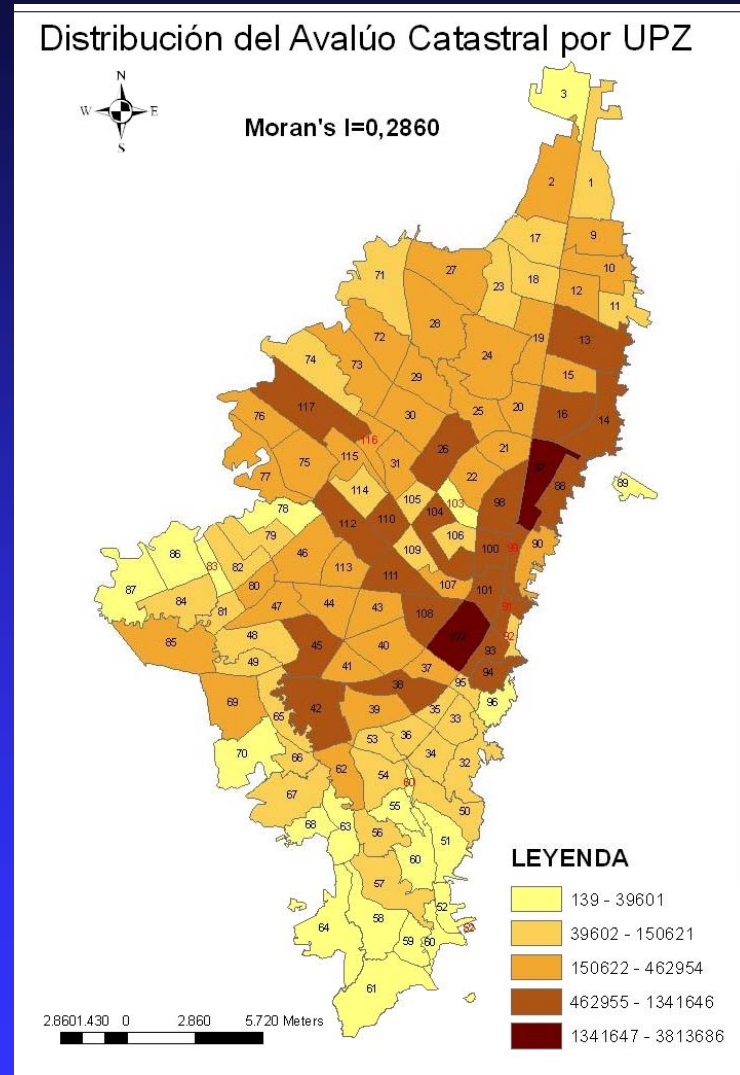 Distribución del Avalúo Catastral por UPZ
N
W E
S
Moran's I=0,2860
3
2 1
17 9
10
71 27 23 18 12 11
72 28 19 13
74 73 24 15
117 29 25 20 16 14
76 30
116 26 21
75 115 31 22 88
77 114 105 103 98 89
78 112 110 104
86 79 109 106 100 99 90
83 82 46 113 111 107 101
87 84 80 44 43 108 91
81 47 92
85 48 45 40 93
49 41 37 94
69 42 38 95 96
65 39 35 33
70 66 53 36 34 32
67 62 54 60
68 63 55 50
56 51
57 60
64 58 52
59 60
61
LEYENDA
139 - 39601
39602 - 150621
150622 - 462954
462955 - 1341646
1341647 - 3813686
2.8601.430 0 2.860 5.720 Meters